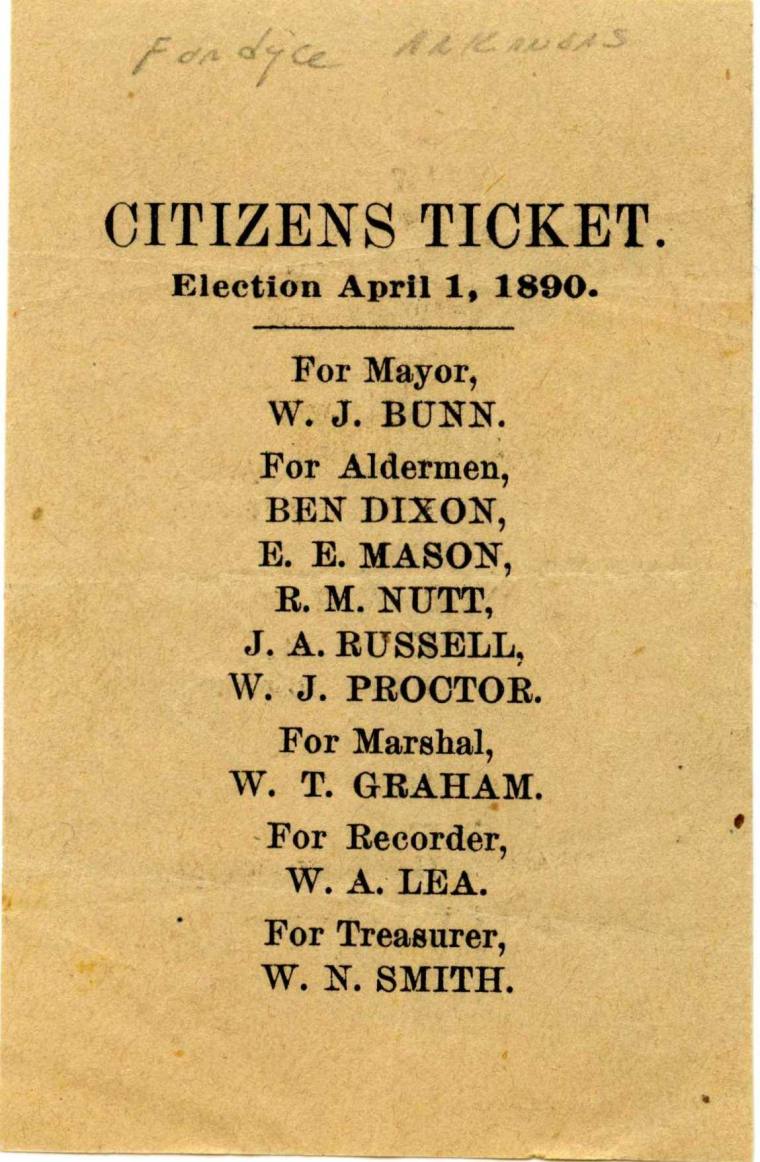 Fordyce Arkansas
CITIZENS TICKET.
Election April 1, 1890.
For Mayor,
W. J. BUNN.
For Aldermen,
BEN DIXON,
E. E. MASON,
R. M. NUTT,
J. A. RUSSELL,
W. J. PROCTOR.
For Marshal,
W. T. GRAHAM.
For Recorder,
W. A. LEA.
For Treasurer,
W. N. SMITH.